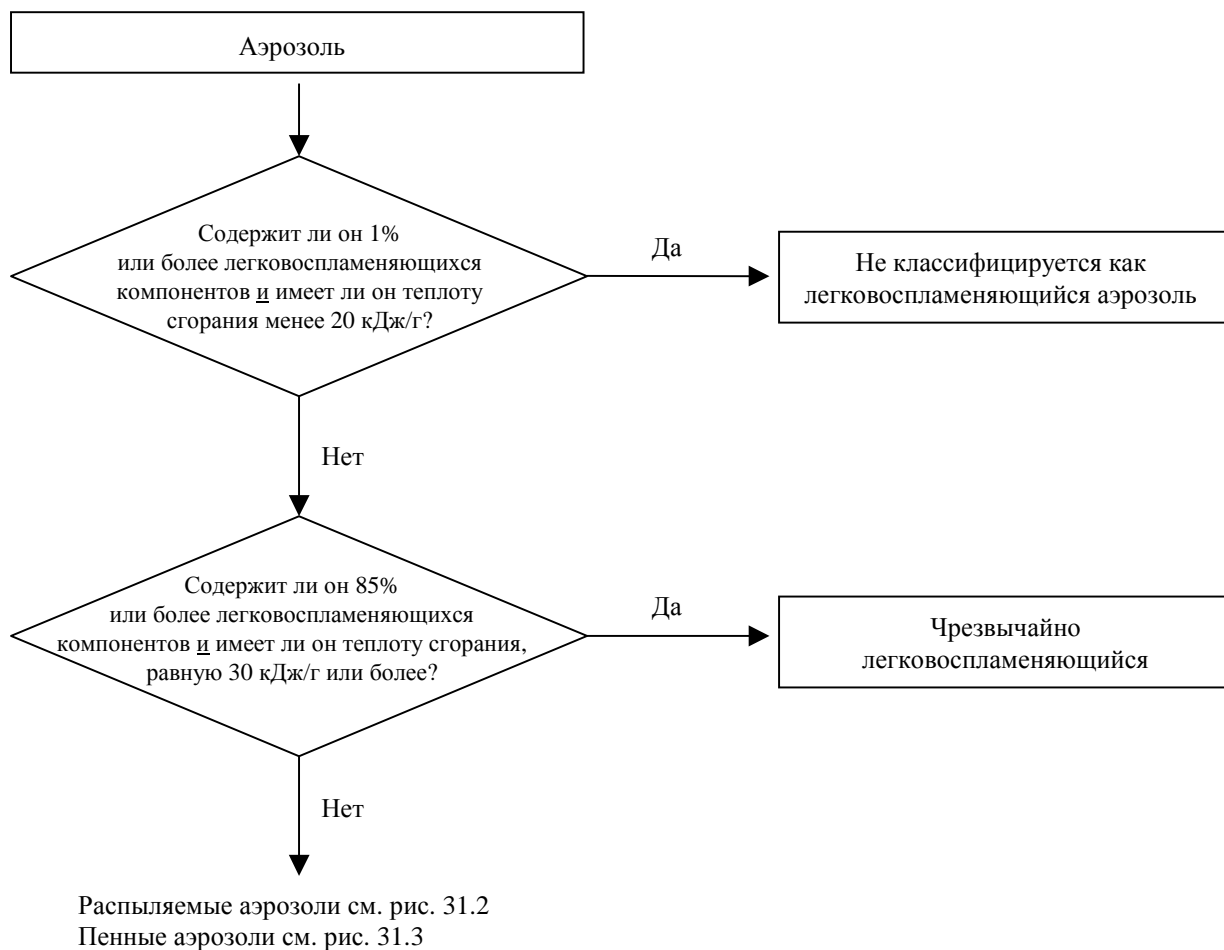 Аэрозоль
Содержит ли он 1%
или более легковоспламеняющихся
компонентов и имеет ли он теплоту
сгорания менее 20 кДж/г?
Да
Не классифицируется как
легковоспламеняющийся аэрозоль
Нет
Содержит ли он 85%
или более легковоспламеняющихся
компонентов и имеет ли он теплоту сгорания,
равную 30 кДж/г или более?
Да
Чрезвычайно
легковоспламеняющийся
Нет
Распыляемые аэрозоли см. рис. 31.2
Пенные аэрозоли см. рис. 31.3